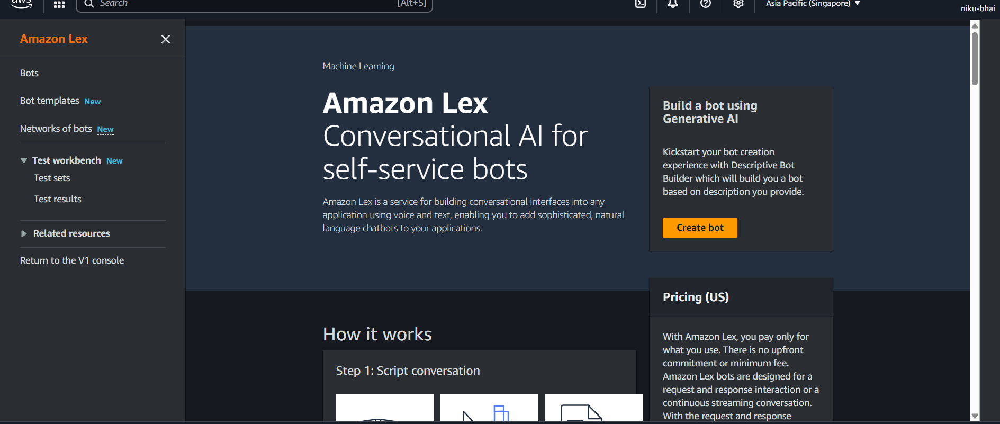 aws
Search
[Alt+S]
Asia Pacific (Singapore)
niku-bhai
Amazon Lex
Bots
Bot templates New
Networks of bots New
Test workbench New
Test sets
Test results
Related resources
Return to the V1 console
Machine Learning
Amazon Lex
Conversational AI for
self-service bots
Amazon Lex is a service for building conversational interfaces into any
application using voice and text, enabling you to add sophisticated, natural
language chatbots to your applications.
Build a bot using
Generative AI
Kickstart your bot creation
experience with Descriptive Bot
Builder which will build you a bot
based on description you provide.
Create bot
How it works
Step 1: Script conversation
Pricing (US)
With Amazon Lex, you pay only for
what you use. There is no upfront
commitment or minimum fee.
Amazon Lex bots are designed for a
request and response interaction or a
continuous streaming conversation.
With the request and response